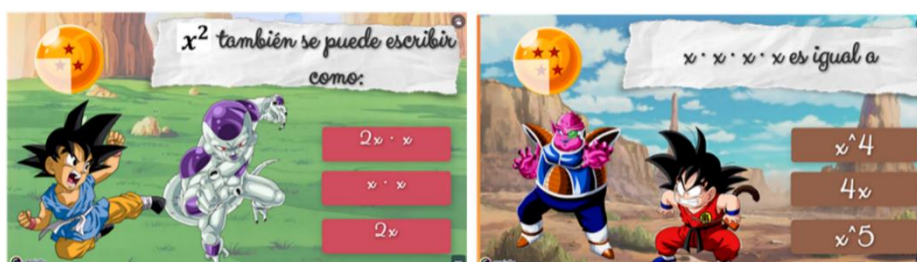 x² también se puede escribir
como:
2x · x
x · x
2x
x · x · x · x es igual a
x^4
4x
x^5